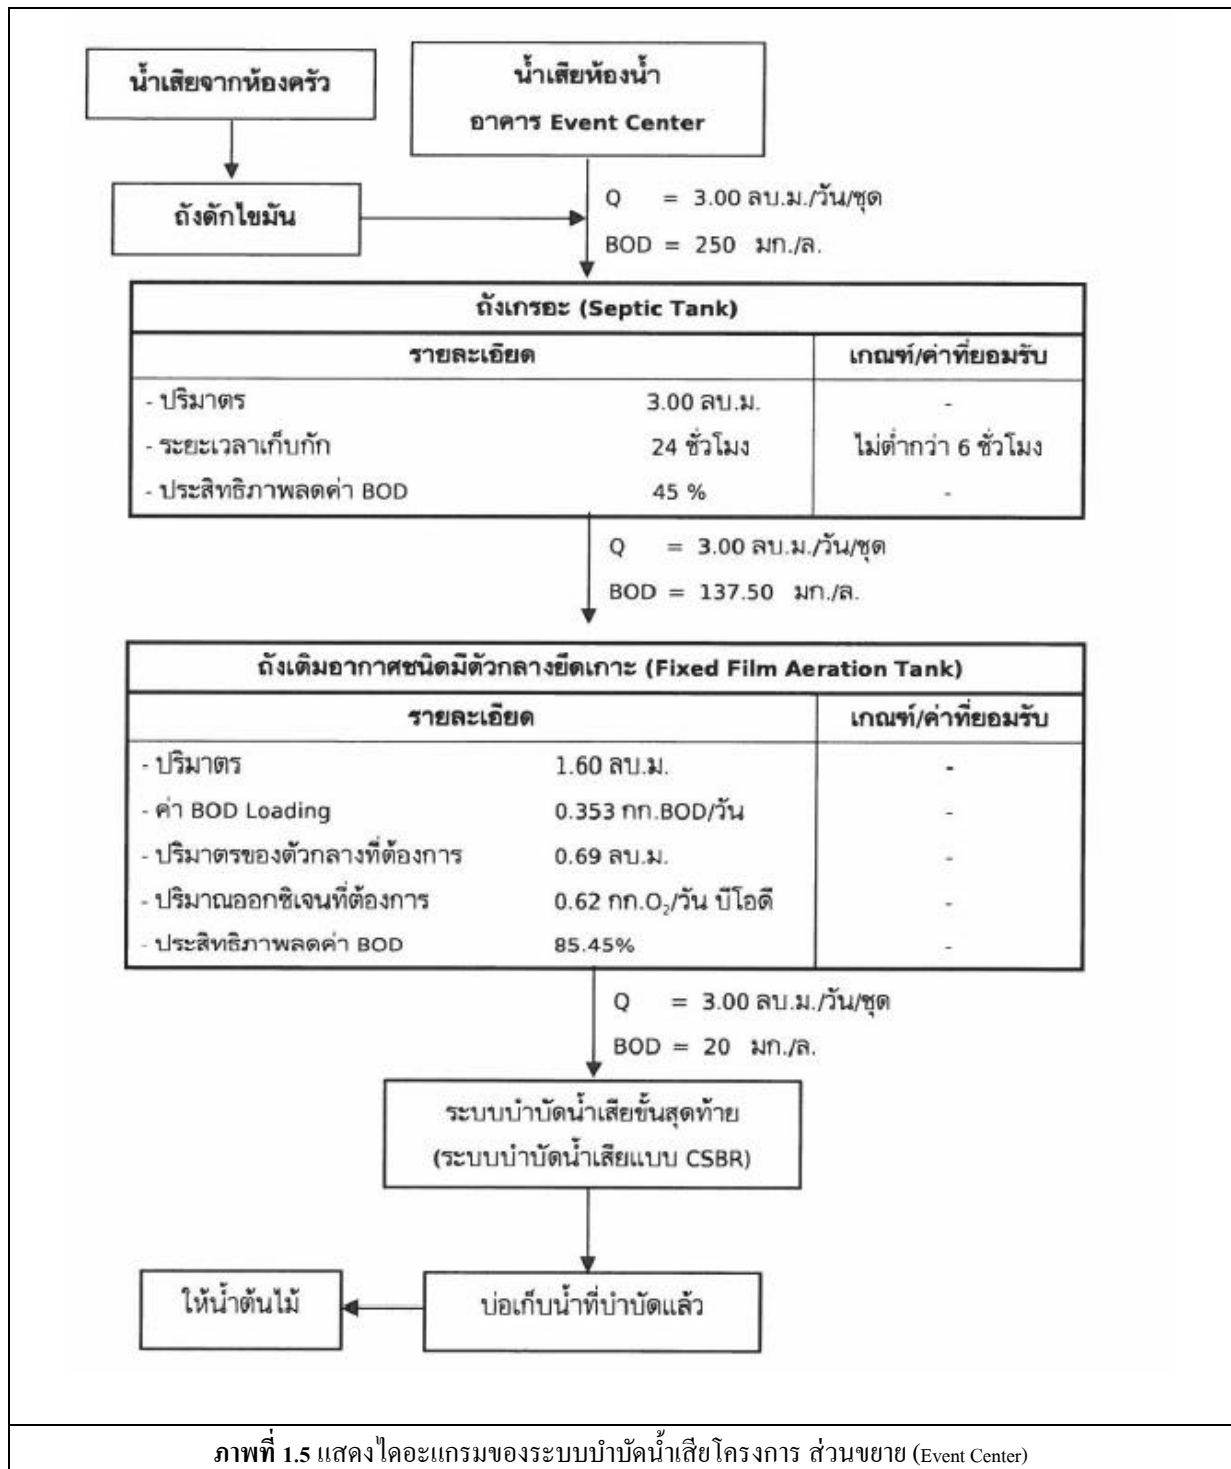 น้ำเสียจากห้องครัว
น้ำเสียห้องน้ำ
อาคาร Event Center
ถังดักไขมัน
Q = 3.00 ลบ.ม./วัน/ชุด
BOD = 250 มก./ล.
ถังเกรอะ (Septic Tank)
รายละเอียด เกณฑ์/ค่าที่ยอมรับ
- ปริมาตร 3.00 ลบ.ม. -
- ระยะเวลาเก็บกัก 24 ชั่วโมง ไม่ต่ำกว่า 6 ชั่วโมง
- ประสิทธิภาพลดค่า BOD 45 % -
Q = 3.00 ลบ.ม./วัน/ชุด
BOD = 137.50 มก./ล.
ถังเติมอากาศชนิดมีตัวกลางยึดเกาะ (Fixed Film Aeration Tank)
รายละเอียด เกณฑ์/ค่าที่ยอมรับ
- ปริมาตร 1.60 ลบ.ม. -
- ค่า BOD Loading 0.353 กก.BOD/วัน -
- ปริมาตรของตัวกลางที่ต้องการ 0.69 ลบ.ม. -
- ปริมาณออกซิเจนที่ต้องการ 0.62 กก.O₂/วัน บีโอดี -
- ประสิทธิภาพลดค่า BOD 85.45% -
Q = 3.00 ลบ.ม./วัน/ชุด
BOD = 20 มก./ล.
ระบบบำบัดน้ำเสียขั้นสุดท้าย
(ระบบบำบัดน้ำเสียแบบ CSBR)
ให้น้ำต้นไม้
บ่อเก็บน้ำที่บำบัดแล้ว
ภาพที่ 1.5 แสดงไดอะแกรมของระบบบำบัดน้ำเสียโครงการ ส่วนขยาย (Event Center)